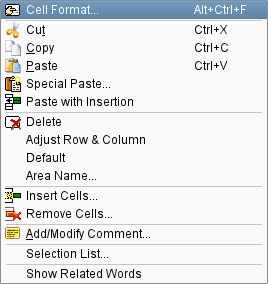 Cell Format... Alt+Ctrl+F
Cut Ctrl+X
Copy Ctrl+C
Paste Ctrl+V
Special Paste...
Paste with Insertion
Delete
Adjust Row & Column
Default
Area Name...
Insert Cells...
Remove Cells...
Add/Modify Comment...
Selection List...
Show Related Words